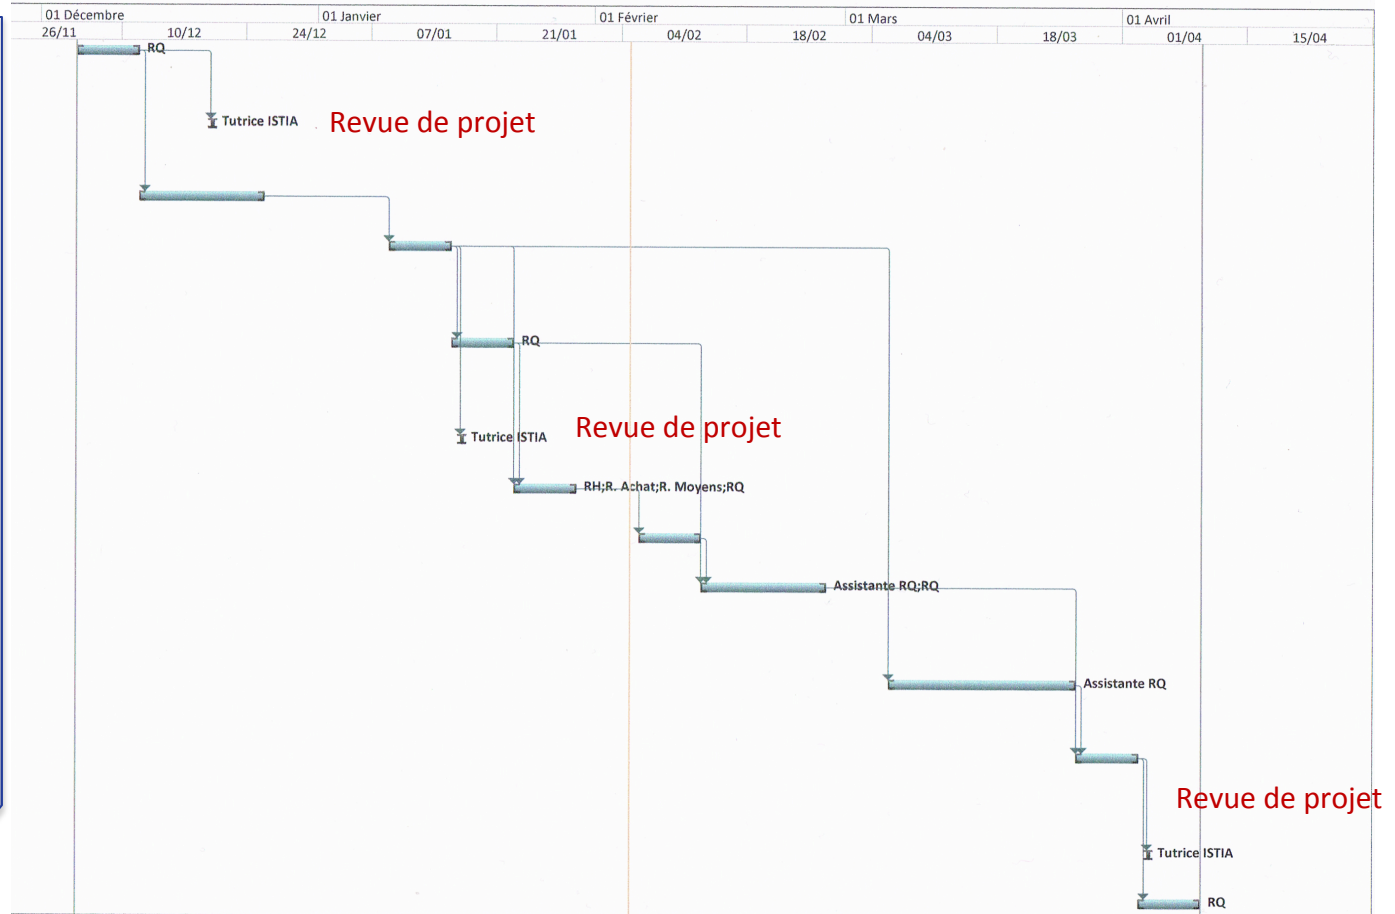 01 Décembre 01 Janvier 01 Février 01 Mars 01 Avril
26/11 10/12 24/12 07/01 21/01 04/02 18/02 04/03 18/03 01/04 15/04
RQ
Tutrice ISTIA Revue de projet
RQ
Revue de projet
Tutrice ISTIA
RH;R. Achat;R. Moyens;RQ
Assistante RQ;RQ
Assistante RQ
Revue de projet
Tutrice ISTIA
RQ